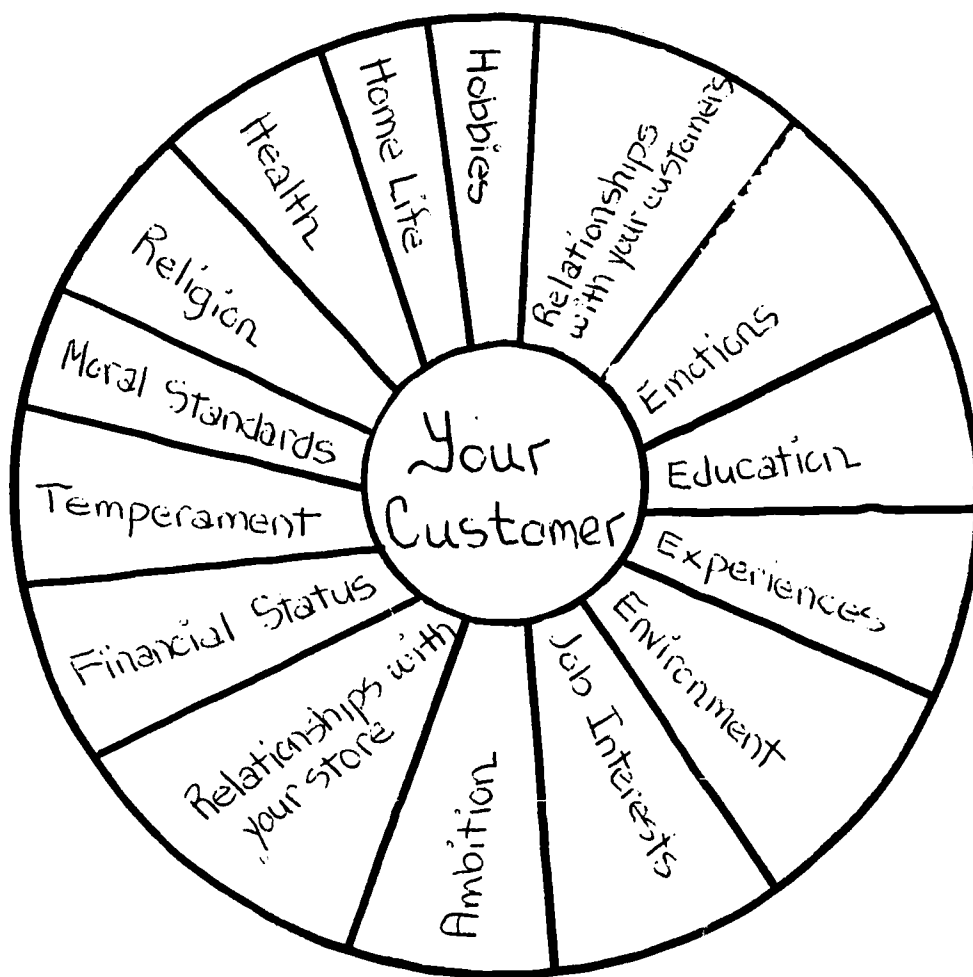 Your
Customer
Hobbies
Relationships
with your customers
Emotions
Education
Experiences
Environment
Job Interests
Ambition
Relationships with
your store
Financial Status
Temperament
Moral Standards
Religion
Health
Home Life